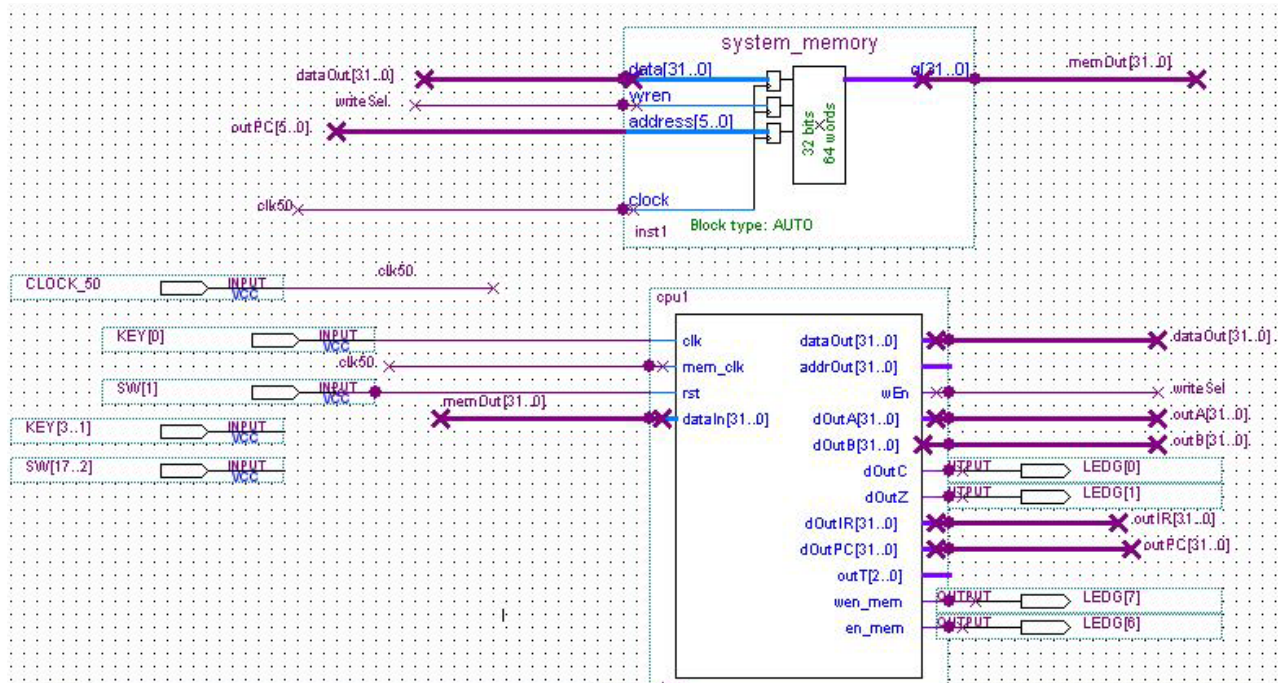 system_memory
dataOut[31..0]
data[31..0]
q[31..0]
memOut[31..0]
writeSel
wren
outPC[5..0]
address[5..0]
32 bits
64 words
clk50
clock
inst1
Block type: AUTO
clk50
CLOCK_50
INPUT
VCC
cpu1
KEY[0]
INPUT
VCC
clk
dataOut[31..0]
dataOut[31..0]
clk50
mem_clk
addrOut[31..0]
SW[1]
INPUT
VCC
rst
wEn
writeSel
memOut[31..0]
dataIn[31..0]
dOutA[31..0]
outA[31..0]
KEY[3..1]
INPUT
VCC
dOutB[31..0]
outB[31..0]
SW[17..2]
INPUT
VCC
dOutC
OUTPUT
LEDG[0]
dOutZ
OUTPUT
LEDG[1]
dOutIR[31..0]
outIR[31..0]
dOutPC[31..0]
outPC[31..0]
outT[2..0]
wen_mem
OUTPUT
LEDG[7]
en_mem
OUTPUT
LEDG[6]